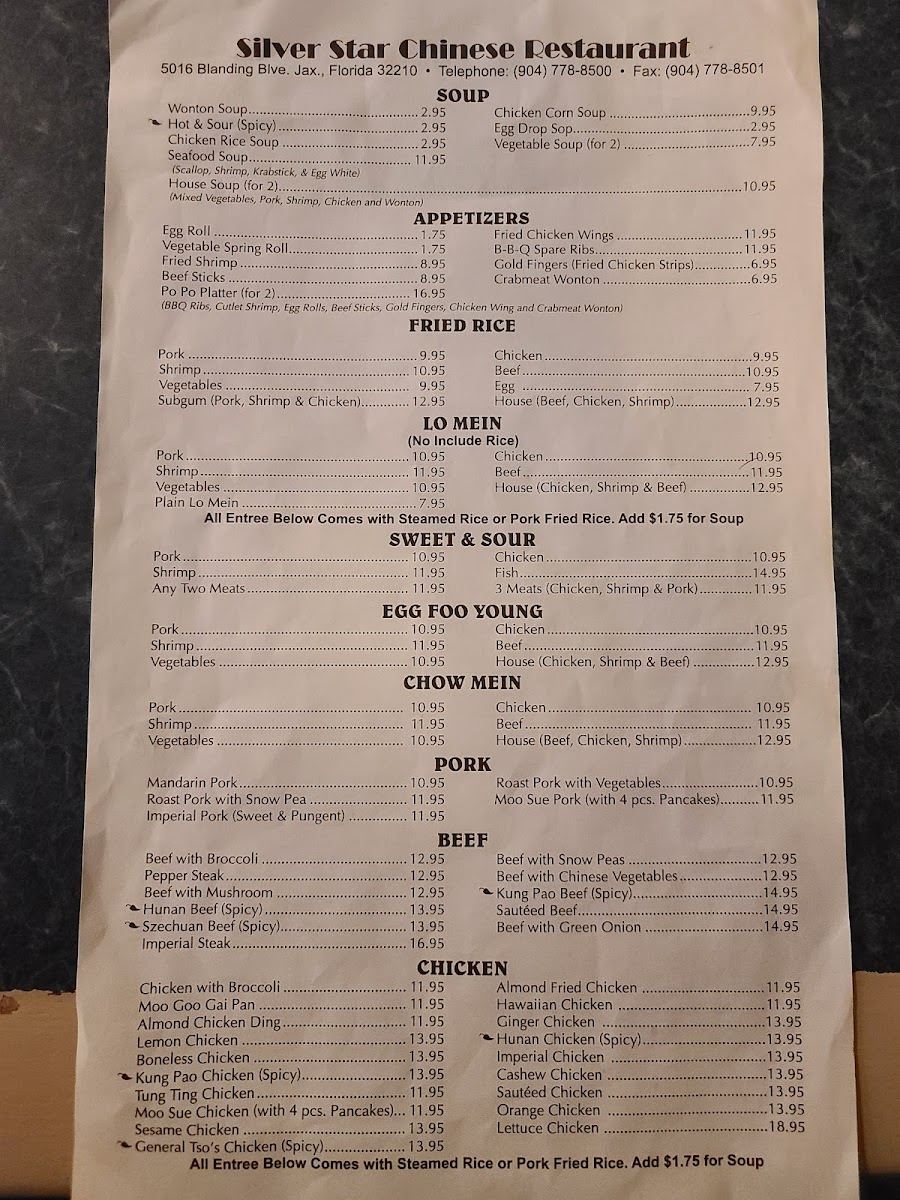 Silver Star Chinese Restaurant
5016 Blanding Blve. Jax., Florida 32210 • Telephone: (904) 778-8500 • Fax: (904) 778-8501
SOUP
Wonton Soup 2.95
Hot & Sour (Spicy) 2.95
Chicken Rice Soup 2.95
Seafood Soup 11.95
(Scallop, Shrimp, Krabstick, & Egg White)
Chicken Corn Soup 9.95
Egg Drop Sop 2.95
Vegetable Soup (for 2) 7.95
House Soup (for 2) 10.95
(Mixed Vegetables, Pork, Shrimp, Chicken and Wonton)
APPETIZERS
Egg Roll 1.75
Vegetable Spring Roll 1.75
Fried Shrimp 8.95
Beef Sticks 8.95
Po Po Platter (for 2) 16.95
Fried Chicken Wings 11.95
B-B-Q Spare Ribs 11.95
Gold Fingers (Fried Chicken Strips) 6.95
Crabmeat Wonton 6.95
(BBQ Ribs, Cutlet Shrimp, Egg Rolls, Beef Sticks, Gold Fingers, Chicken Wing and Crabmeat Wonton)
FRIED RICE
Pork 9.95
Shrimp 10.95
Vegetables 9.95
Subgum (Pork, Shrimp & Chicken) 12.95
Chicken 9.95
Beef 10.95
Egg 7.95
House (Beef, Chicken, Shrimp) 12.95
LO MEIN
(No Include Rice)
Pork 10.95
Shrimp 11.95
Vegetables 10.95
Plain Lo Mein 7.95
Chicken 10.95
Beef 11.95
House (Chicken, Shrimp & Beef) 12.95
All Entree Below Comes with Steamed Rice or Pork Fried Rice. Add $1.75 for Soup
SWEET & SOUR
Pork 10.95
Shrimp 11.95
Any Two Meats 11.95
Chicken 10.95
Fish 14.95
3 Meats (Chicken, Shrimp & Pork) 11.95
EGG FOO YOUNG
Pork 10.95
Shrimp 11.95
Vegetables 10.95
Chicken 10.95
Beef 11.95
House (Chicken, Shrimp & Beef) 12.95
CHOW MEIN
Pork 10.95
Shrimp 11.95
Vegetables 10.95
Chicken 10.95
Beef 11.95
House (Beef, Chicken, Shrimp) 12.95
PORK
Mandarin Pork 10.95
Roast Pork with Snow Pea 11.95
Imperial Pork (Sweet & Pungent) 11.95
Roast Pork with Vegetables 10.95
Moo Sue Pork (with 4 pcs. Pancakes) 11.95
BEEF
Beef with Broccoli 12.95
Pepper Steak 12.95
Beef with Mushroom 12.95
Hunan Beef (Spicy) 13.95
Szechuan Beef (Spicy) 13.95
Imperial Steak 16.95
Beef with Snow Peas 12.95
Beef with Chinese Vegetables 12.95
Kung Pao Beef (Spicy) 14.95
Sautéed Beef 14.95
Beef with Green Onion 14.95
CHICKEN
Chicken with Broccoli 11.95
Moo Goo Gai Pan 11.95
Almond Chicken Ding 11.95
Lemon Chicken 13.95
Boneless Chicken 13.95
Kung Pao Chicken (Spicy) 13.95
Tung Ting Chicken 11.95
Moo Sue Chicken (with 4 pcs. Pancakes) 11.95
Sesame Chicken 13.95
General Tso's Chicken (Spicy) 13.95
Almond Fried Chicken 11.95
Hawaiian Chicken 11.95
Ginger Chicken 13.95
Hunan Chicken (Spicy) 13.95
Imperial Chicken 13.95
Cashew Chicken 13.95
Sautéed Chicken 13.95
Orange Chicken 13.95
Lettuce Chicken 18.95
All Entree Below Comes with Steamed Rice or Pork Fried Rice. Add $1.75 for Soup